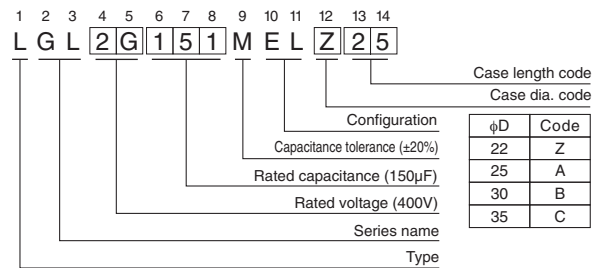 1 2 3 4 5 6 7 8 9 10 11 12 13 14
L G L 2 G 1 5 1 M E L Z 2 5
Case length code
Case dia. code
Configuration
Capacitance tolerance (±20%)
Rated capacitance (150µF)
Rated voltage (400V)
Series name
Type
ϕD Code
22 Z
25 A
30 B
35 C